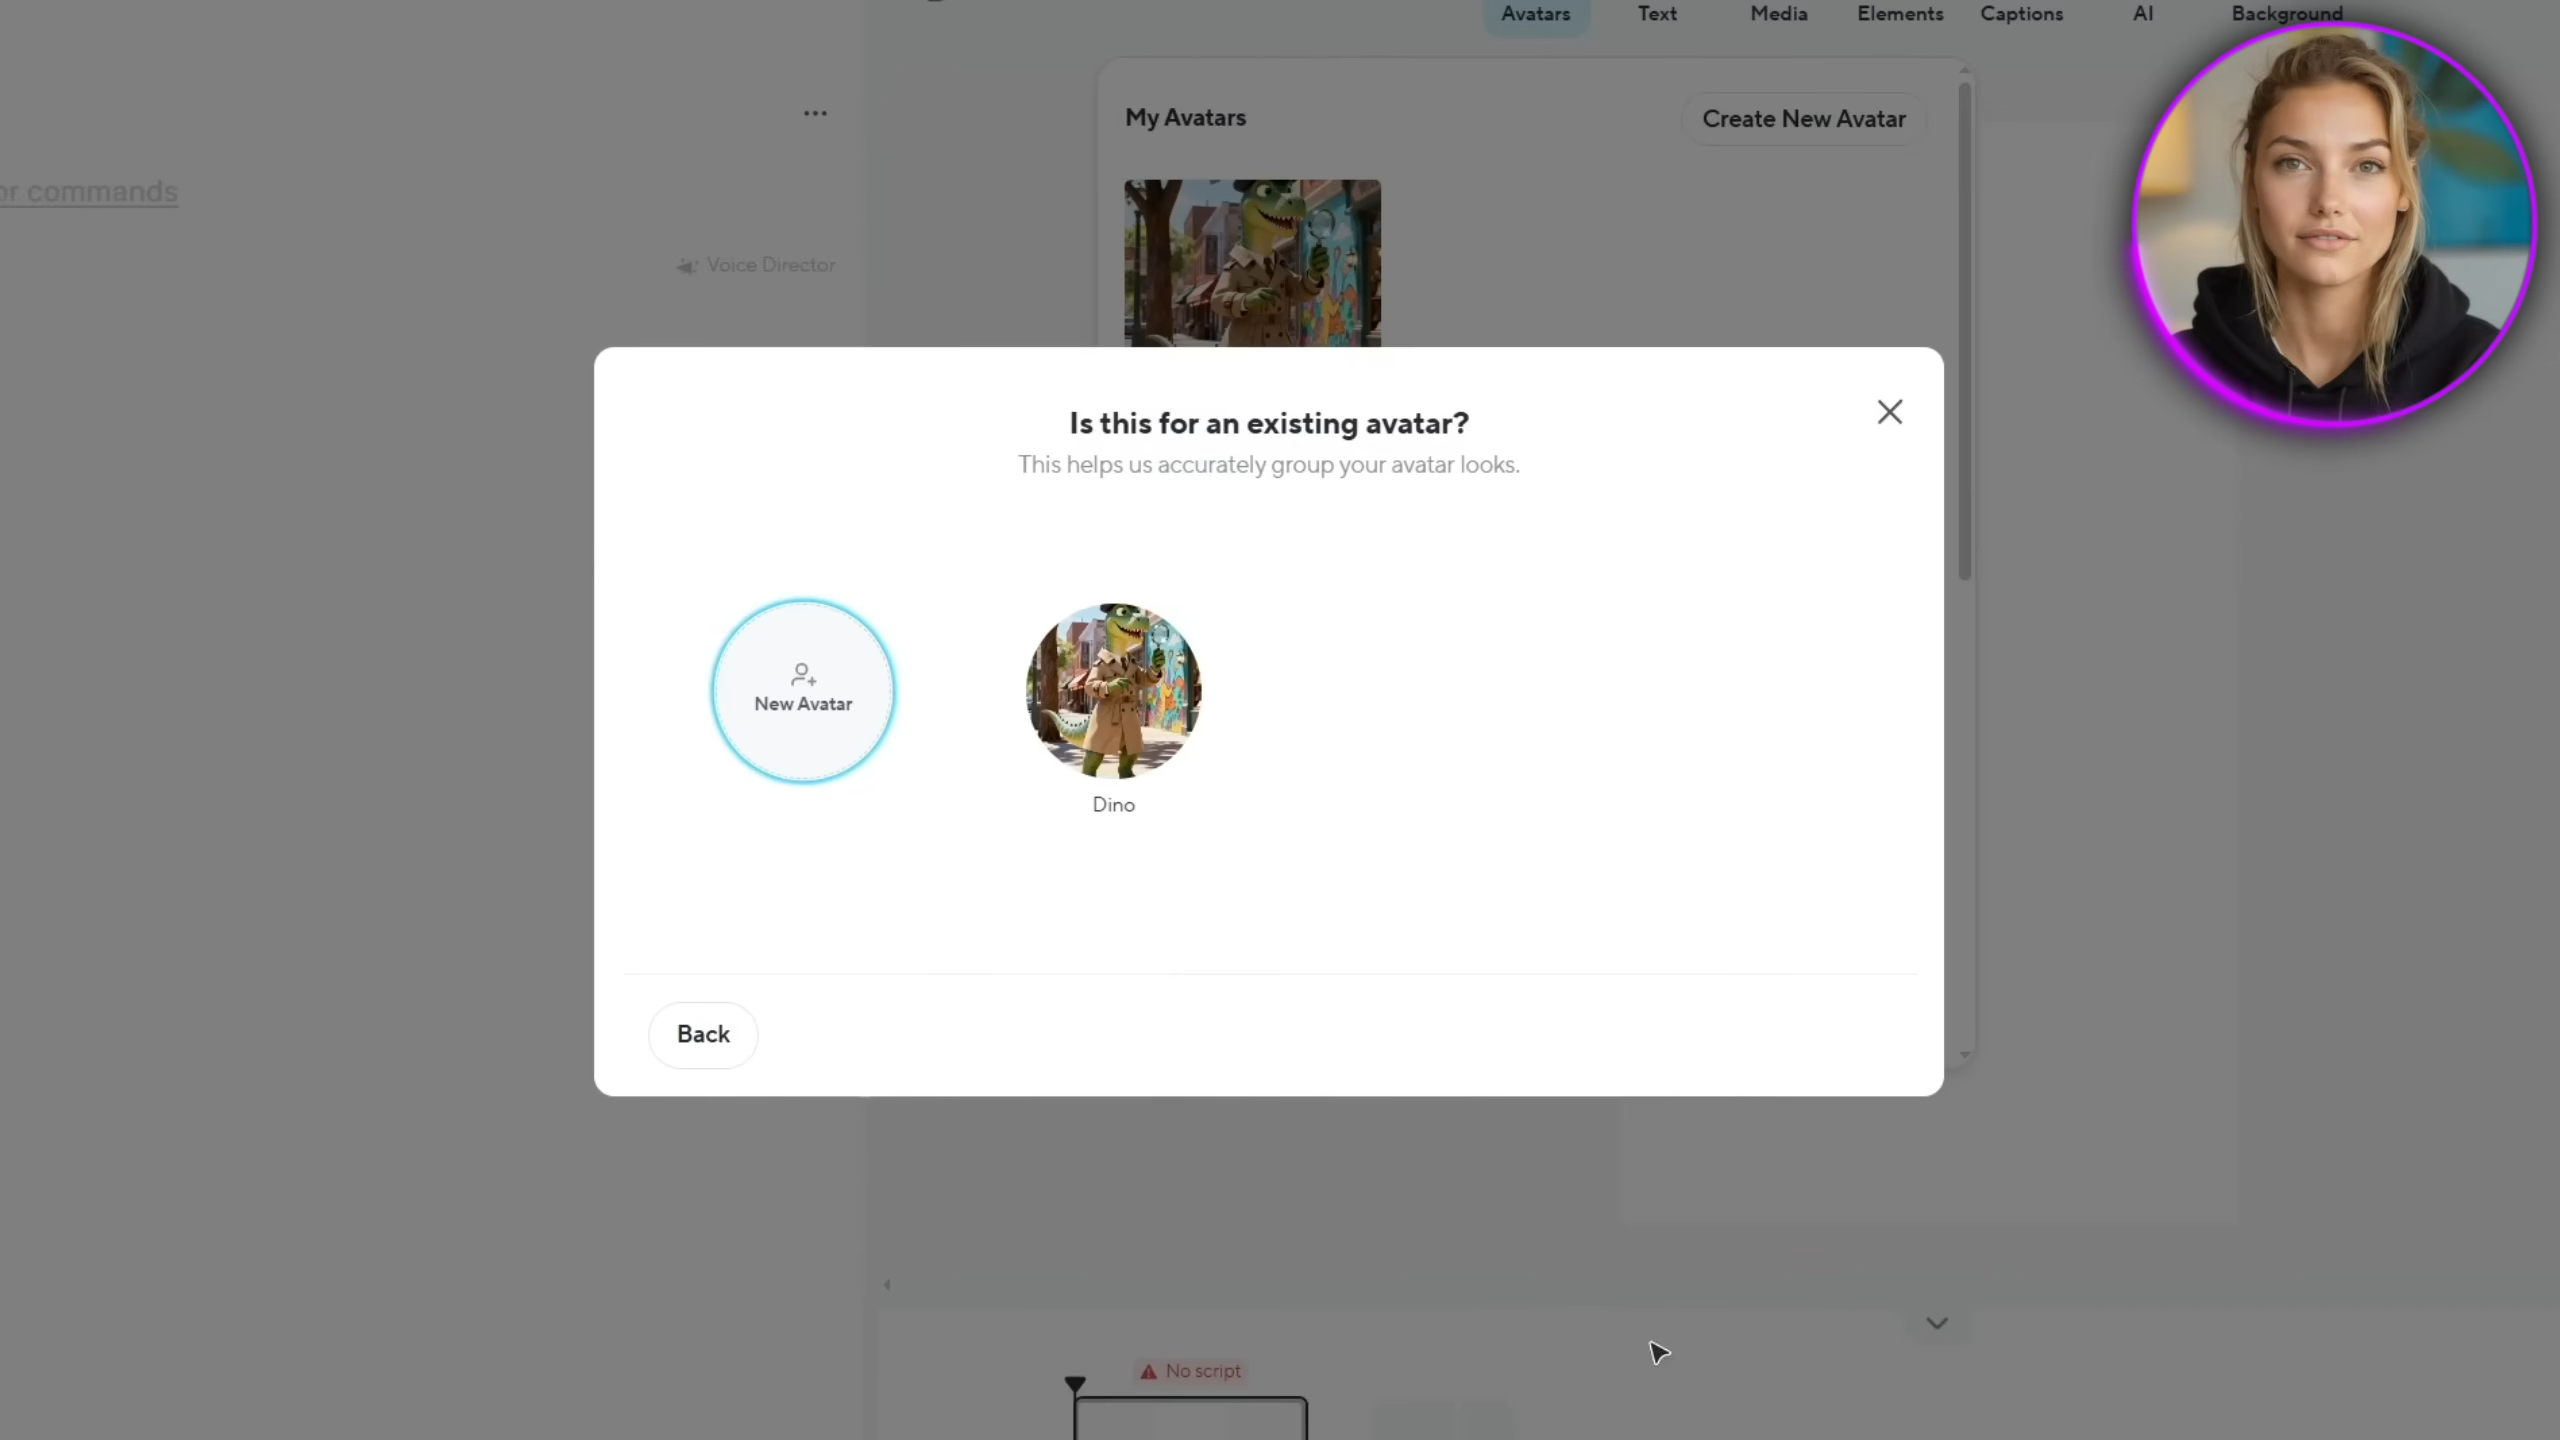 Avatars Text Media Elements Captions AI Background
My Avatars
Create New Avatar
or commands
Voice Director
Is this for an existing avatar?
This helps us accurately group your avatar looks.
New Avatar
Dino
Back
No script